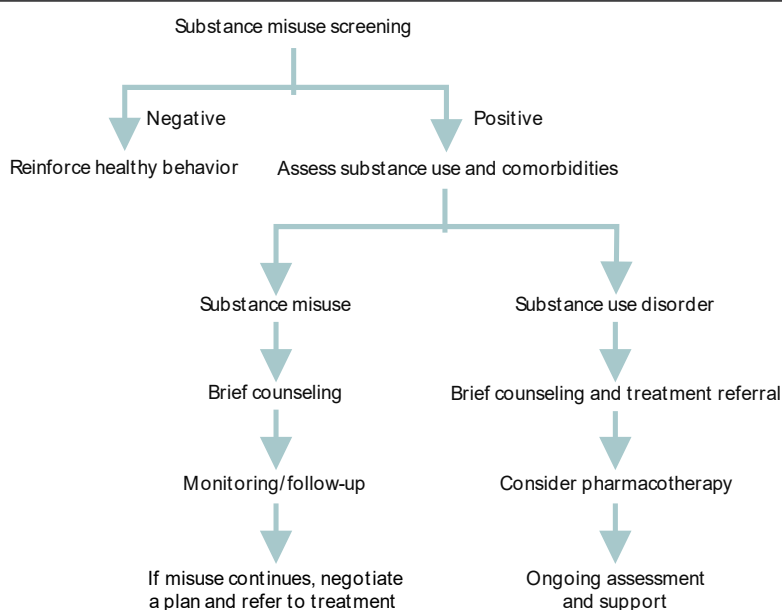 Substance misuse screening
Negative
Positive
Reinforce healthy behavior
Assess substance use and comorbidities
Substance misuse
Substance use disorder
Brief counseling
Brief counseling and treatment referral
Monitoring/follow-up
Consider pharmacotherapy
If misuse continues, negotiate
a plan and refer to treatment
Ongoing assessment
and support